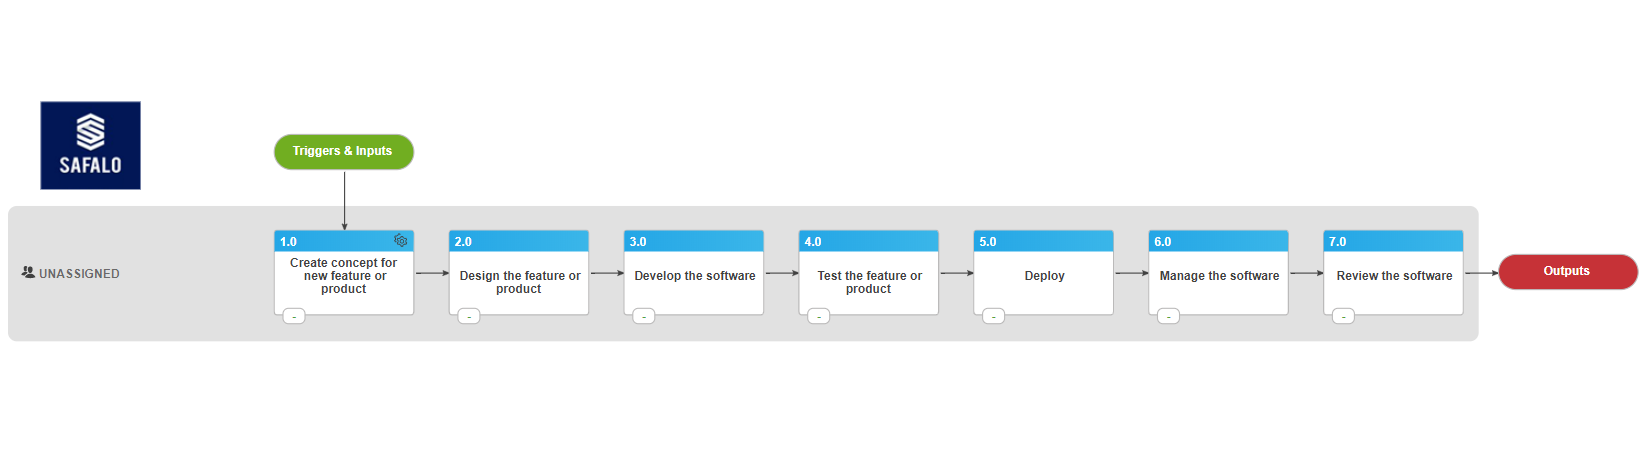 SAFALO
Triggers & Inputs
UNASSIGNED
1.0
Create concept for
new feature or
product
-
2.0
Design the feature or
product
-
3.0
Develop the software
-
4.0
Test the feature or
product
-
5.0
Deploy
-
6.0
Manage the software
-
7.0
Review the software
-
Outputs